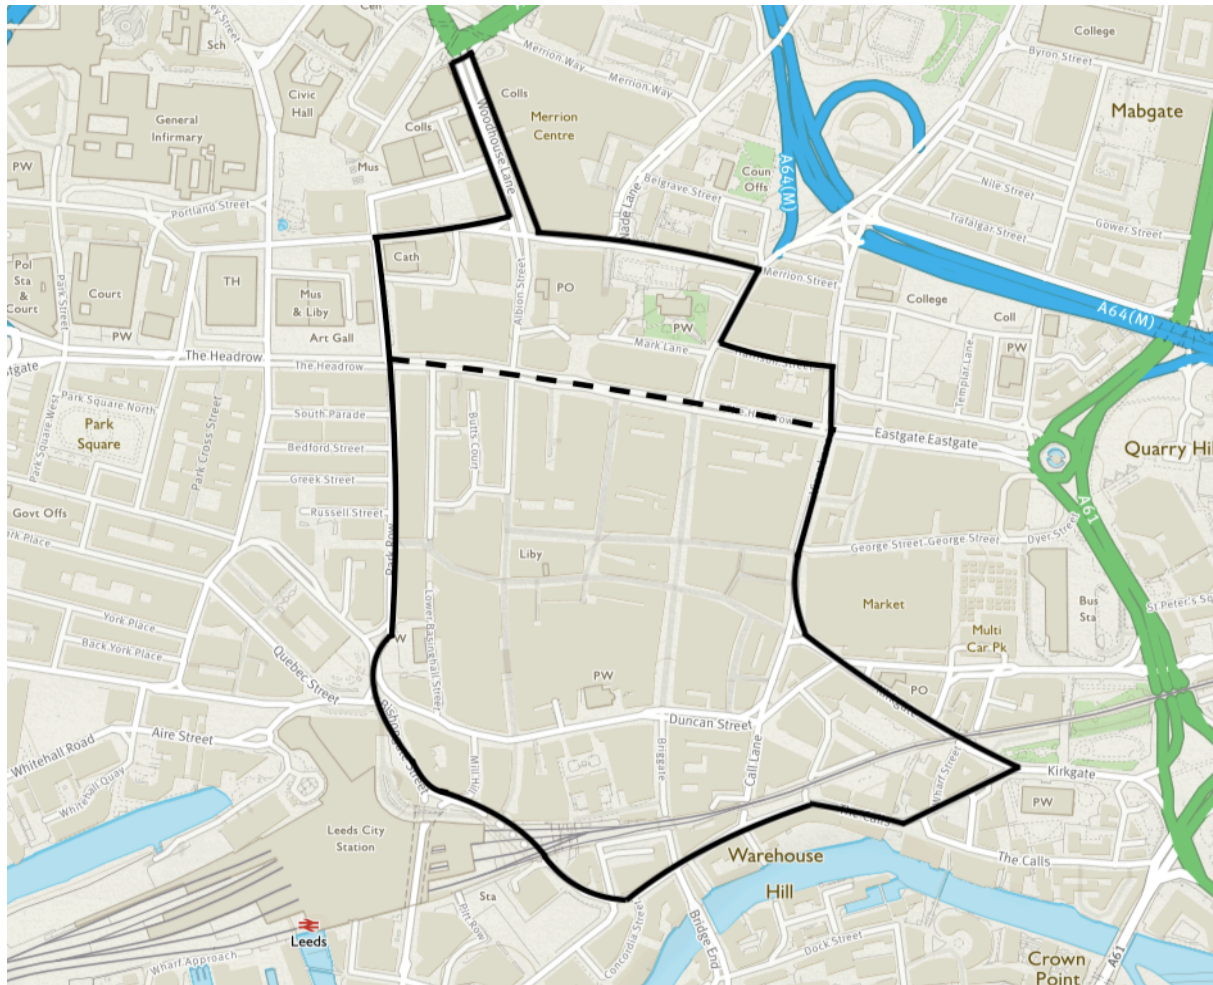 Cen
Sch
College
Byron Street
Merrion Way
Merrion Way
Civic
Hall
Colls
Mabgate
General
Infirmary
Merrion
Centre
Colls
Woodhouse Lane
PW
Mus
A64(M)
Coun
Offs
Belgrave Street
Nile Street
Portland Street
Trafalgar Street
Gower Street
Cath
Pol
Sta
&
Court
Park Street
Court
TH
Mus
& Liby
Albion Street
PO
Merrion Street
College
Coll
A64(M)
PW
Art Gall
PW
Mark Lane
PW
Templar Lane
The Headrow
The Headrow
Park Square North
Park Square West
Park
Square
Park Cross Street
South Parade
Butts Court
Eastgate Eastgate
Bedford Street
Quarry Hil
Greek Street
Govt Offs
Russell Street
A61
Dyer Street
Park Row
Liby
George Street George Street
Lower Basinghall Street
Market
Bus
Sta
St Peter's Sq
York Place
Back York Place
Multi
Car Pk
Quebec Street
PW
PO
Duncan Street
Kirkgate
Aire Street
Whitehall Road
Whitehall Quay
Mill Hill
Briggate
Call Lane
Wharf Street
Kirkgate
PW
The Calls
Leeds City
Station
Warehouse
Hill
The Calls
Sta
Pitt Row
Concordia Street
Bridge End
Dock Street
Leeds
Wharf Approach
Crown
Point
A61